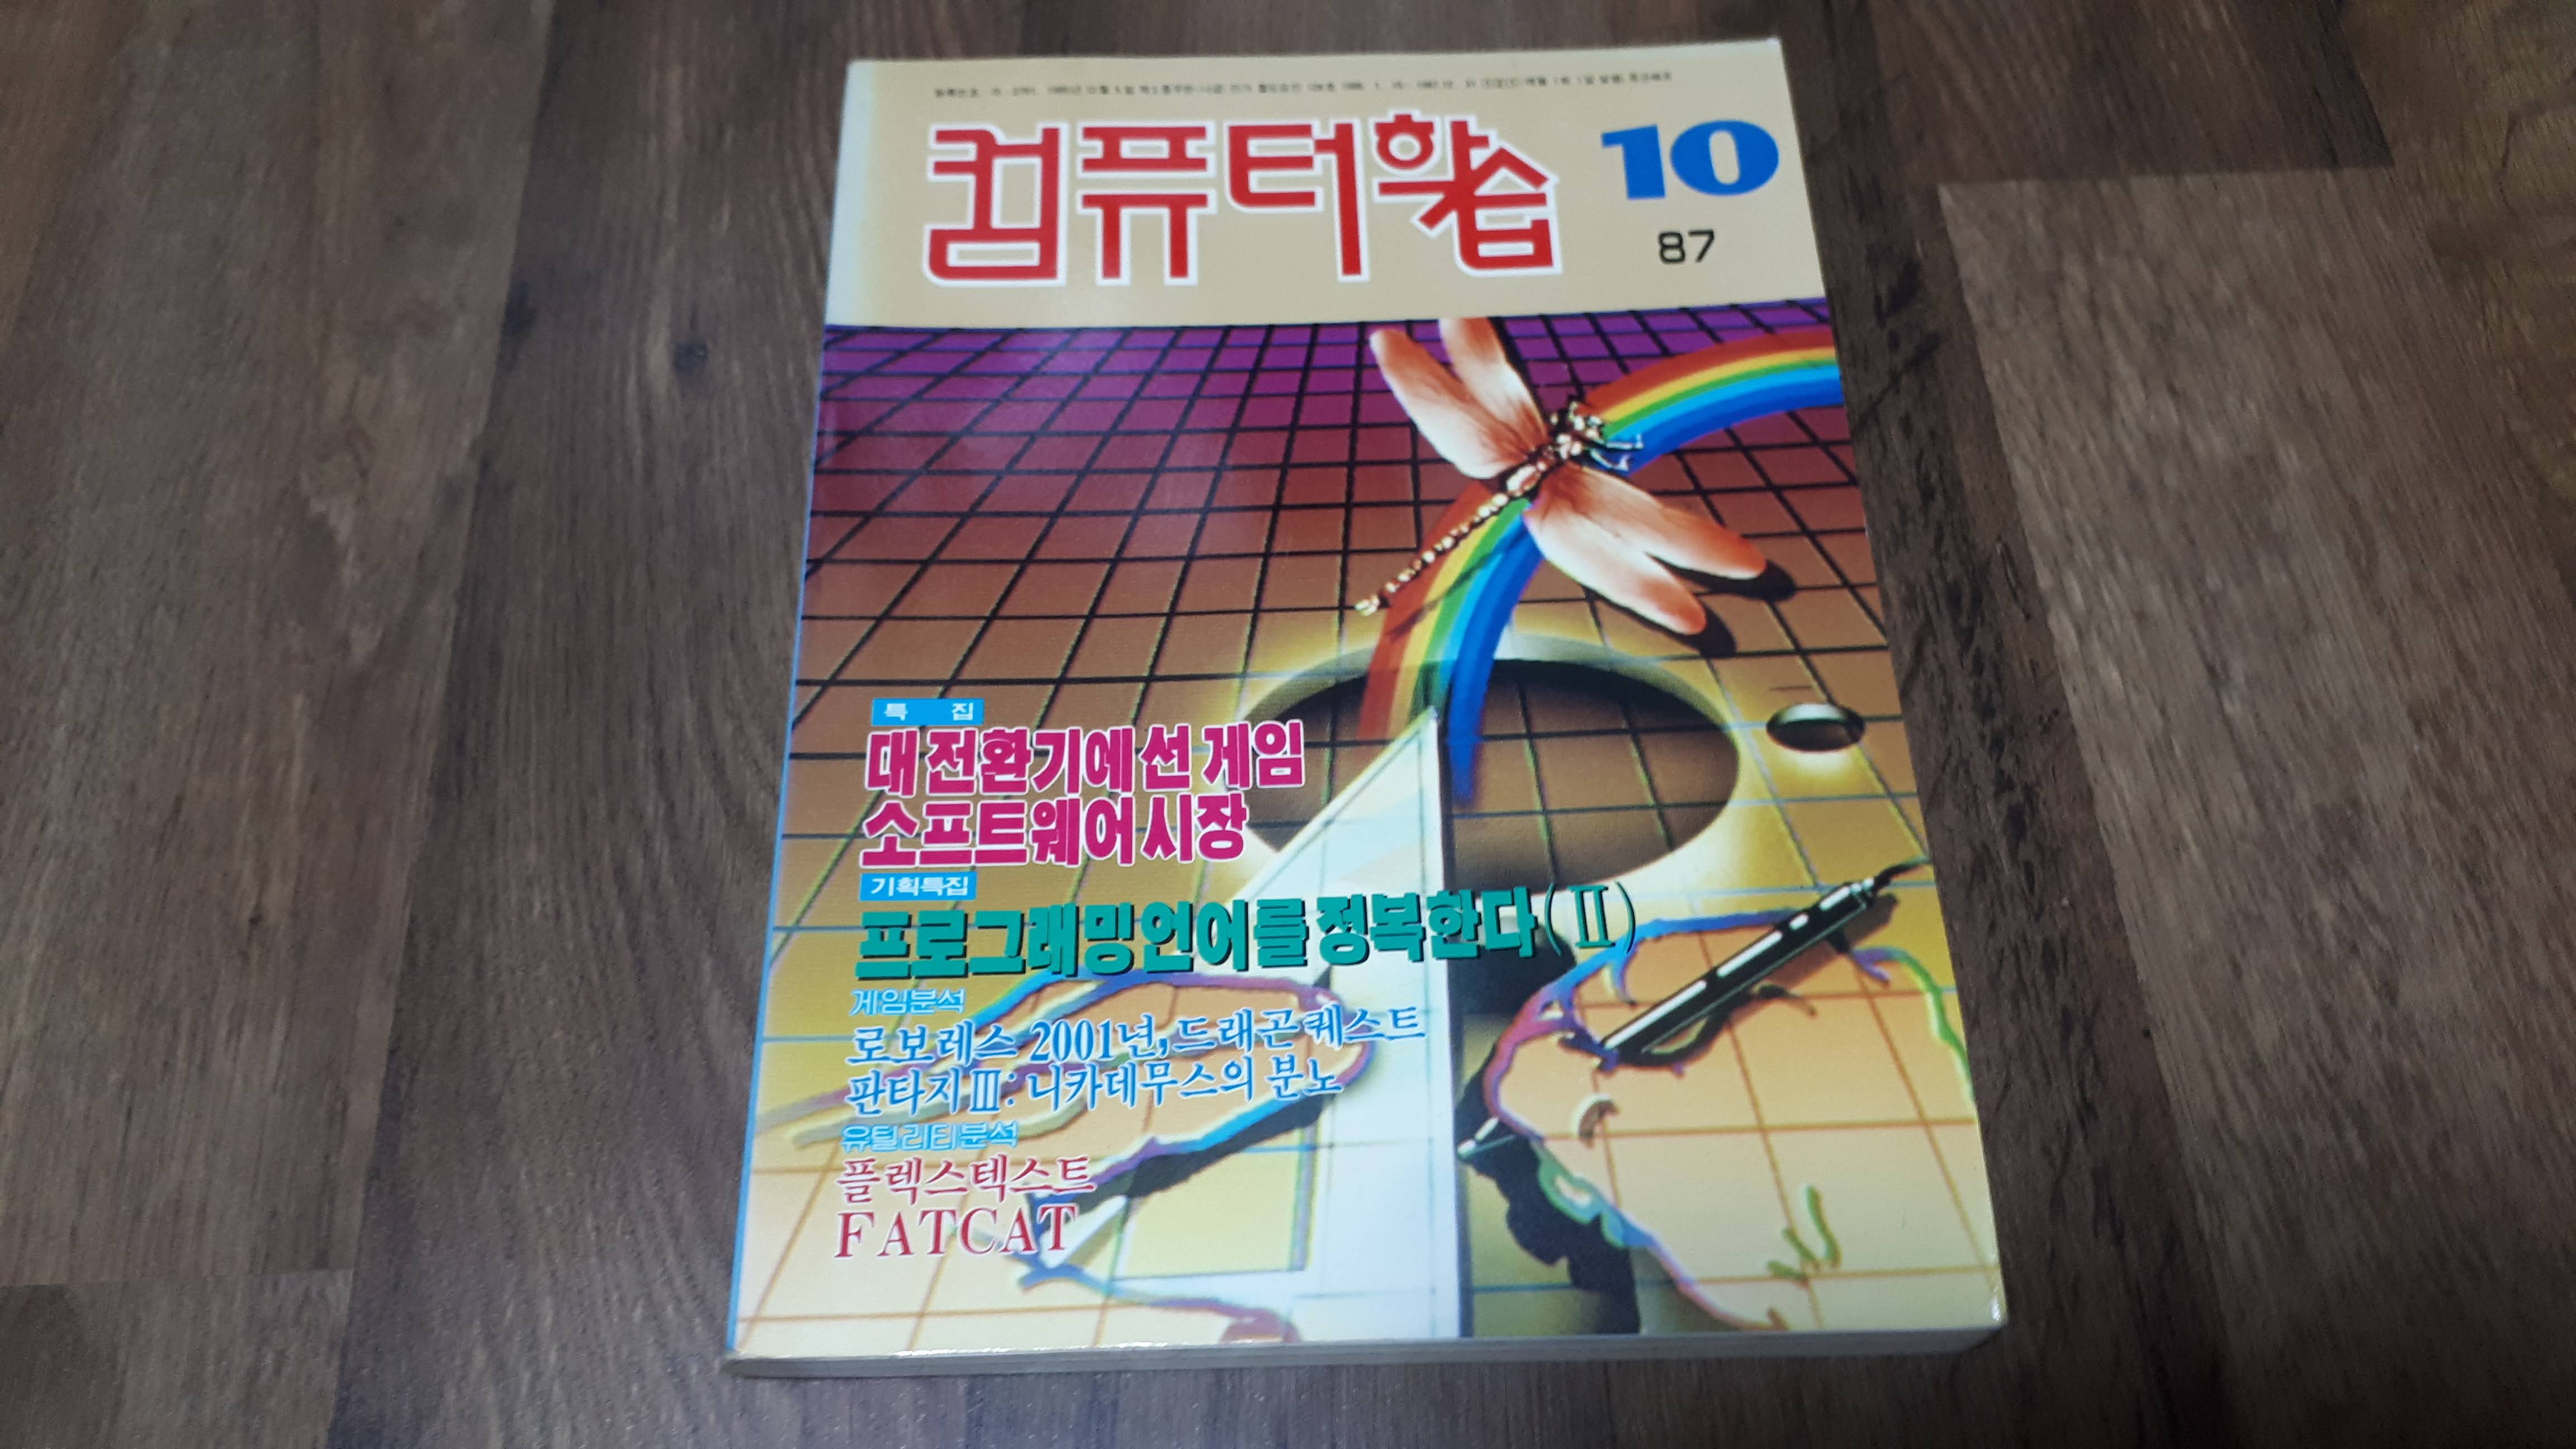 컴퓨터학습
10
87
특 집
대전환기에 선 게임
소프트웨어 시장
기획특집
프로그래밍 언어를 정복한다(Ⅱ)
게임분석
로보레스 2001년, 드래곤 퀘스트
판타지Ⅲ: 니카데무스의 분노
유틸리티분석
플렉스텍스트
FATCAT